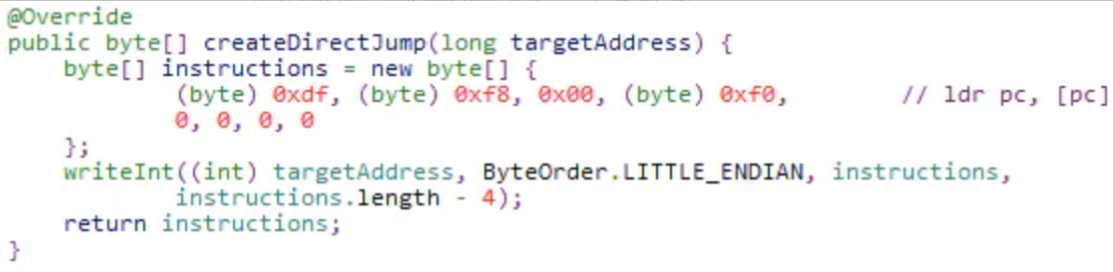 @Override
public byte[] createDirectJump(long targetAddress) {
    byte[] instructions = new byte[] {
            (byte) 0xdf, (byte) 0xf8, 0x00, (byte) 0xf0,        // ldr pc, [pc]
            0, 0, 0, 0
    };
    writeInt((int) targetAddress, ByteOrder.LITTLE_ENDIAN, instructions,
            instructions.length - 4);
    return instructions;
}